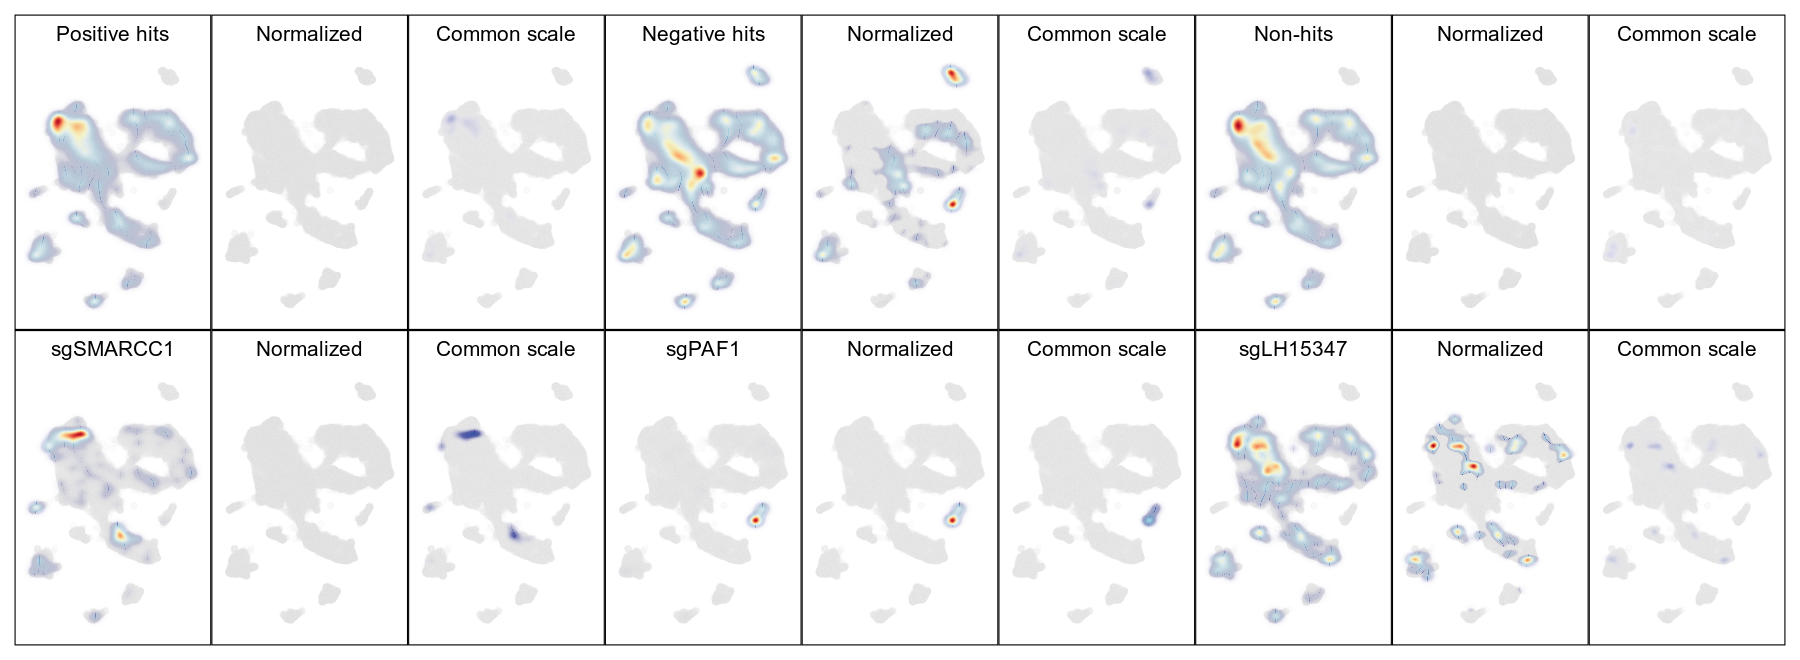 Positive hits
Normalized
Common scale
Negative hits
Normalized
Common scale
Non-hits
Normalized
Common scale
sgSMARCC1
Normalized
Common scale
sgPAF1
Normalized
Common scale
sgLH15347
Normalized
Common scale